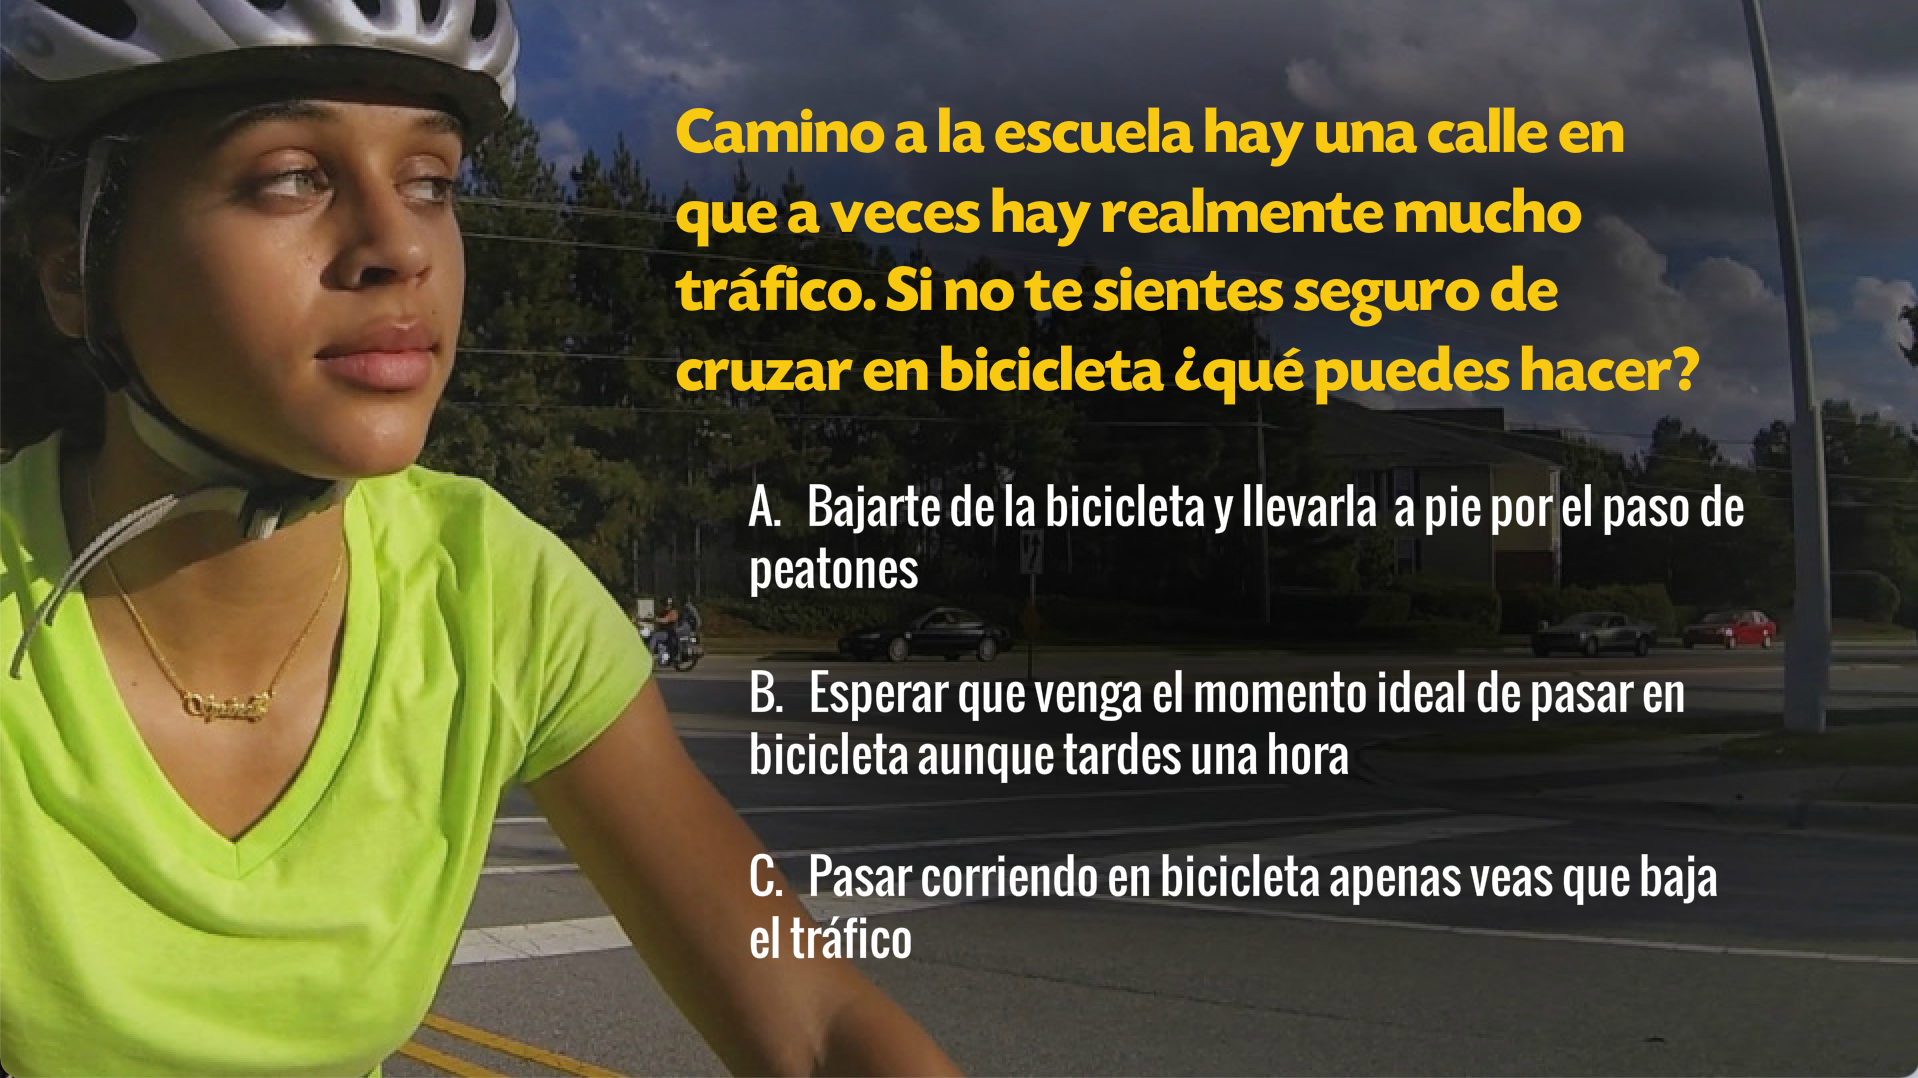 Camino a la escuela hay una calle en
que a veces hay realmente mucho
tráfico. Si no te sientes seguro de
cruzar en bicicleta ¿qué puedes hacer?
A. Bajarte de la bicicleta y llevarla a pie por el paso de
peatones
B. Esperar que venga el momento ideal de pasar en
bicicleta aunque tardes una hora
C. Pasar corriendo en bicicleta apenas veas que baja
el tráfico